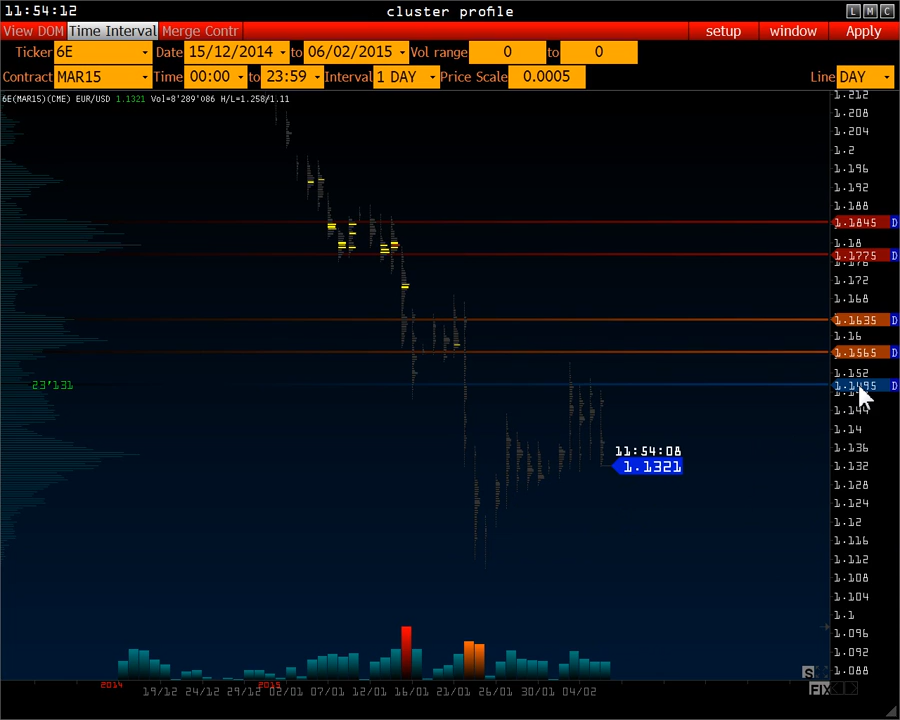 11:54:12 cluster profile L M C
View DOM Time Interval Merge Contr setup window Apply
Ticker 6E Date 15/12/2014 to 06/02/2015 Vol range 0 to 0
Contract MAR15 Time 00:00 to 23:59 Interval 1 DAY Price Scale 0.0005 Line DAY
6E(MAR15)(CME) EUR/USD 1.1321 Vol=8'289'086 H/L=1.258/1.11
1.212
1.208
1.204
1.2
1.196
1.192
1.188
1.1845 D
1.18
1.1775 D
1.176
1.172
1.168
1.1635 D
1.16
1.1565 D
1.152
23'131 1.1495 D
1.144
1.14
1.136
11:54:08
1.1321 1.132
1.128
1.124
1.12
1.116
1.112
1.108
1.104
1.1
1.096
1.092
1.088
S
FIX
2014 2015
19/12 24/12 29/12 02/01 07/01 12/01 16/01 21/01 26/01 30/01 04/02